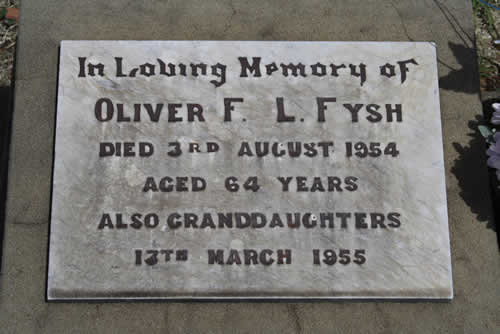 In Loving Memory of
OLIVER F. L. FYSH
DIED 3RD AUGUST 1954
AGED 64 YEARS
ALSO GRANDDAUGHTERS
13TH MARCH 1955